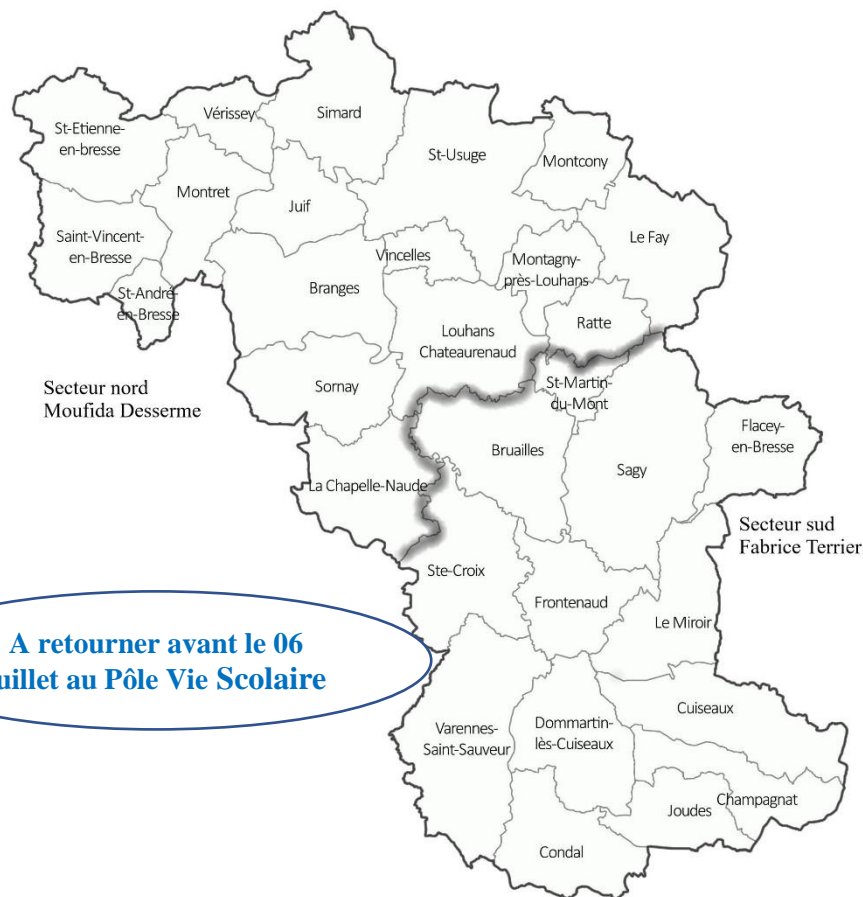 Simard
Vérissey
St-Etienne-
en-bresse
St-Usuge
Montcony
Montret
Juif
Saint-Vincent-
en-Bresse
Le Fay
Vincelles
Montagny-
près-Louhans
St-André-
en-Bresse
Branges
Ratte
Louhans
Chateaurenaud
Secteur nord
Moufida Desserme
Sornay
St-Martin-
du-Mont
Flacey-
en-Bresse
Bruailles
Sagy
La Chapelle-Naude
Secteur sud
Fabrice Terrier
Ste-Croix
Frontenaud
Le Miroir
A retourner avant le 06
uillet au Pôle Vie Scolaire
Cuiseaux
Varennes-
Saint-Sauveur
Dommartin-
lès-Cuiseaux
Champagnat
Joudes
Condal